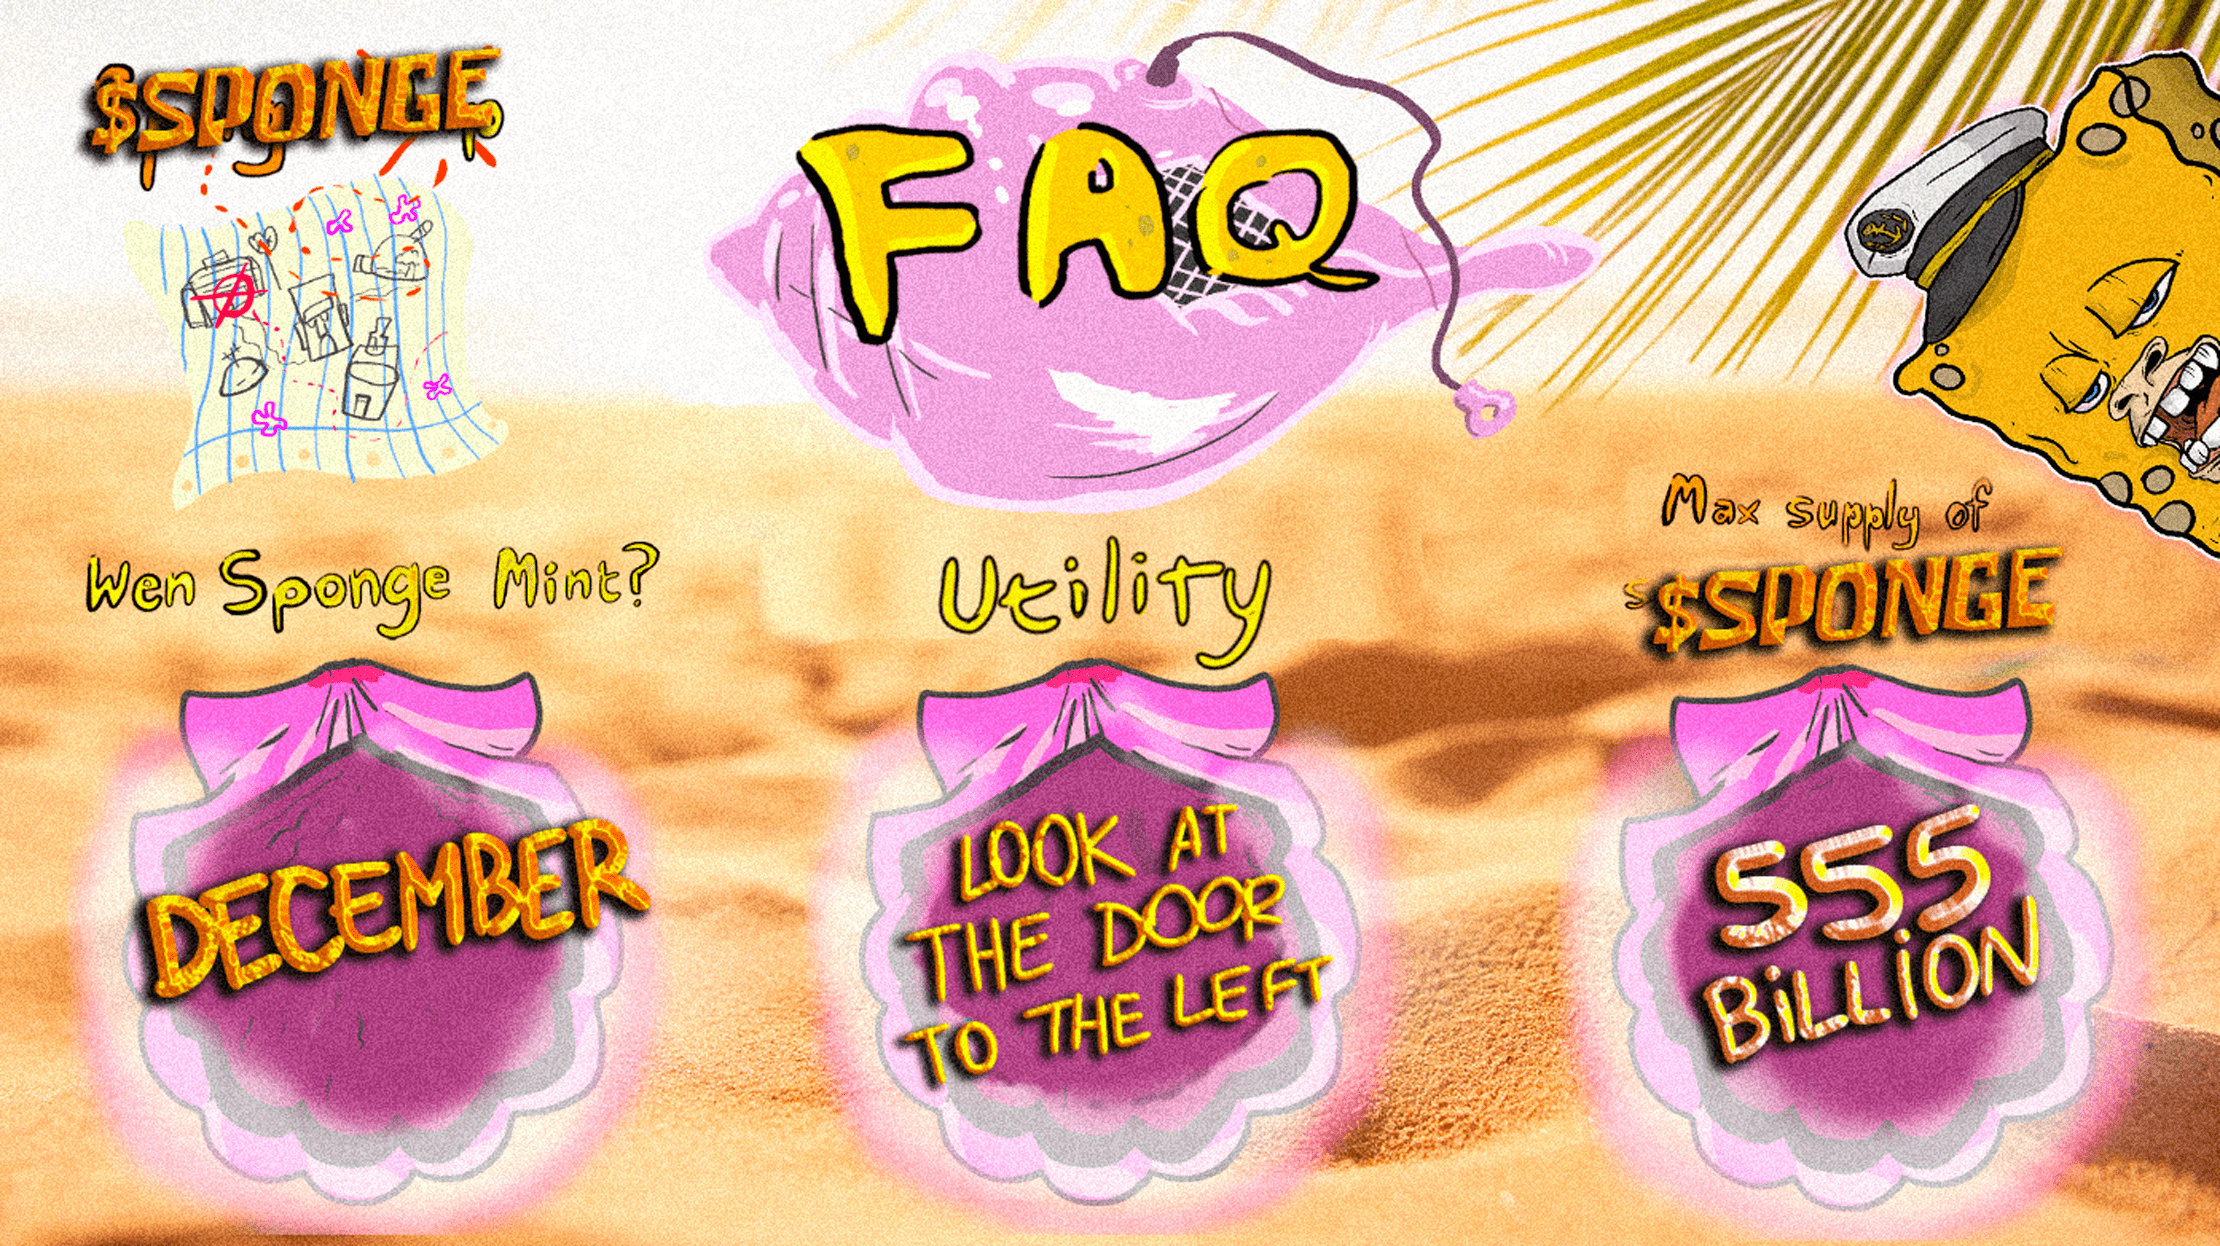 $SPONGE
FAQ
Wen Sponge Mint?
DECEMBER
Utility
LOOK AT
THE DOOR
TO THE LEFT
Max supply of
$SPONGE
555
BiLLiON